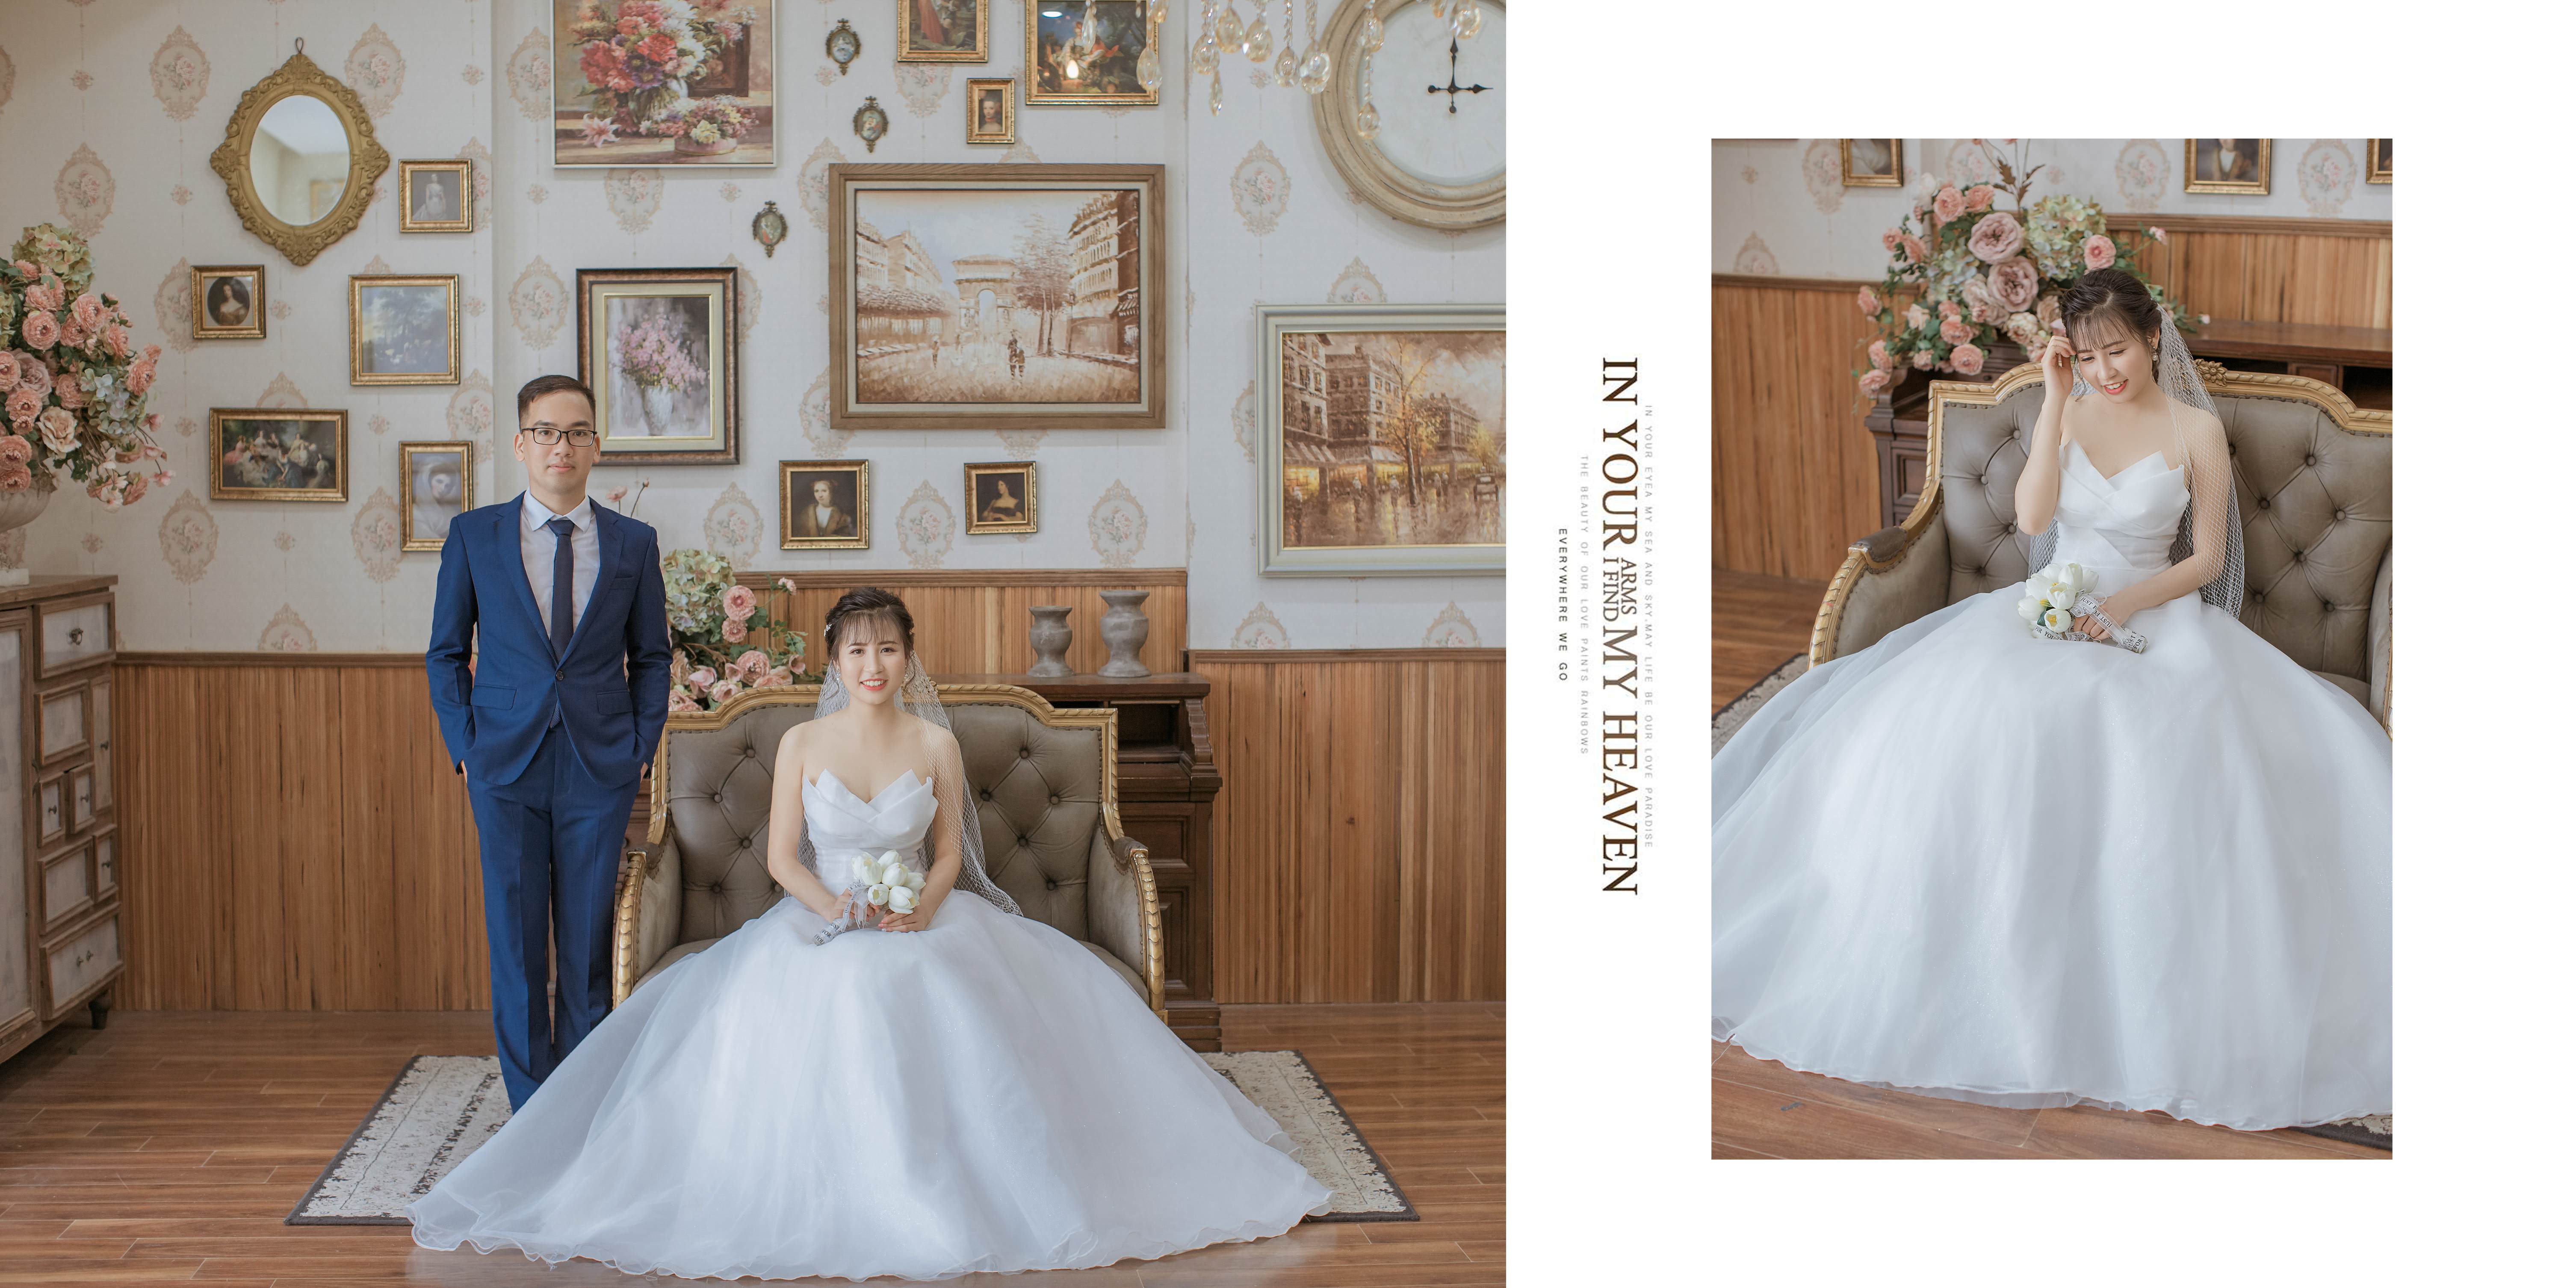 IN YOUR EYEA MY SEA AND SKY,MAY LIFE BE OUR LOVE PARADISE
IN YOUR ARMS I FIND MY HEAVEN
THE BEAUTY OF OUR LOVE PAINTS RAINBOWS
EVERYWHERE WE GO